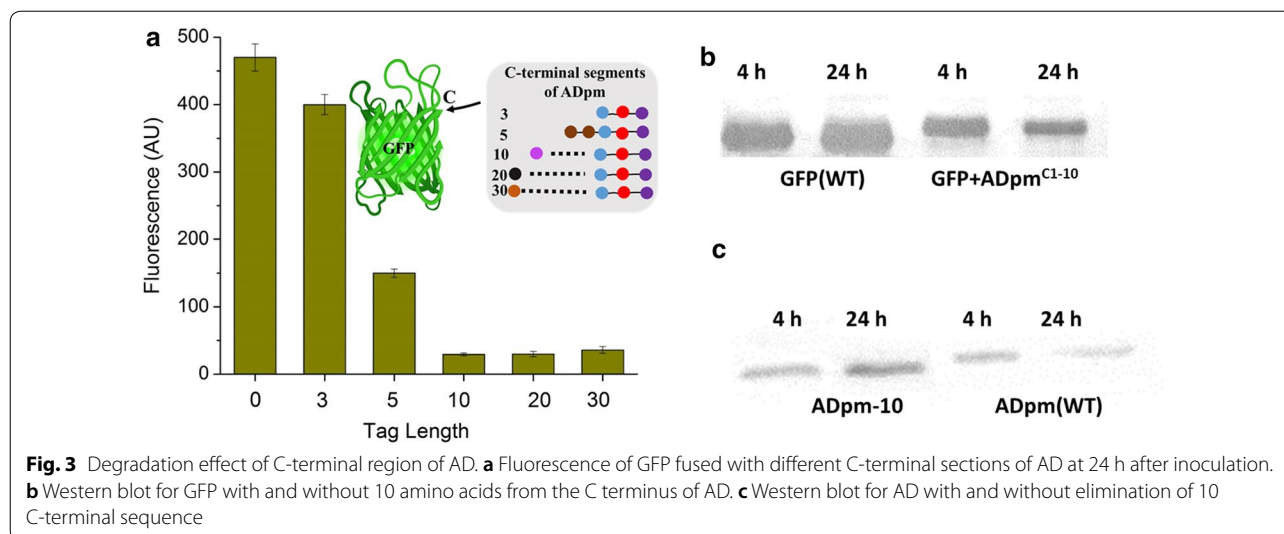 a
500
400
300
200
100
0
Fluorescence (AU)
0 3 5 10 20 30
Tag Length
GFP
C
C-terminal segments
of ADpm
3
5
10
20
30
b
4 h 24 h 4 h 24 h
GFP(WT) GFP+ADpmC1-10
c
4 h 24 h 4 h 24 h
ADpm-10 ADpm(WT)
Fig. 3 Degradation effect of C-terminal region of AD. a Fluorescence of GFP fused with different C-terminal sections of AD at 24 h after inoculation.
b Western blot for GFP with and without 10 amino acids from the C terminus of AD. c Western blot for AD with and without elimination of 10
C-terminal sequence